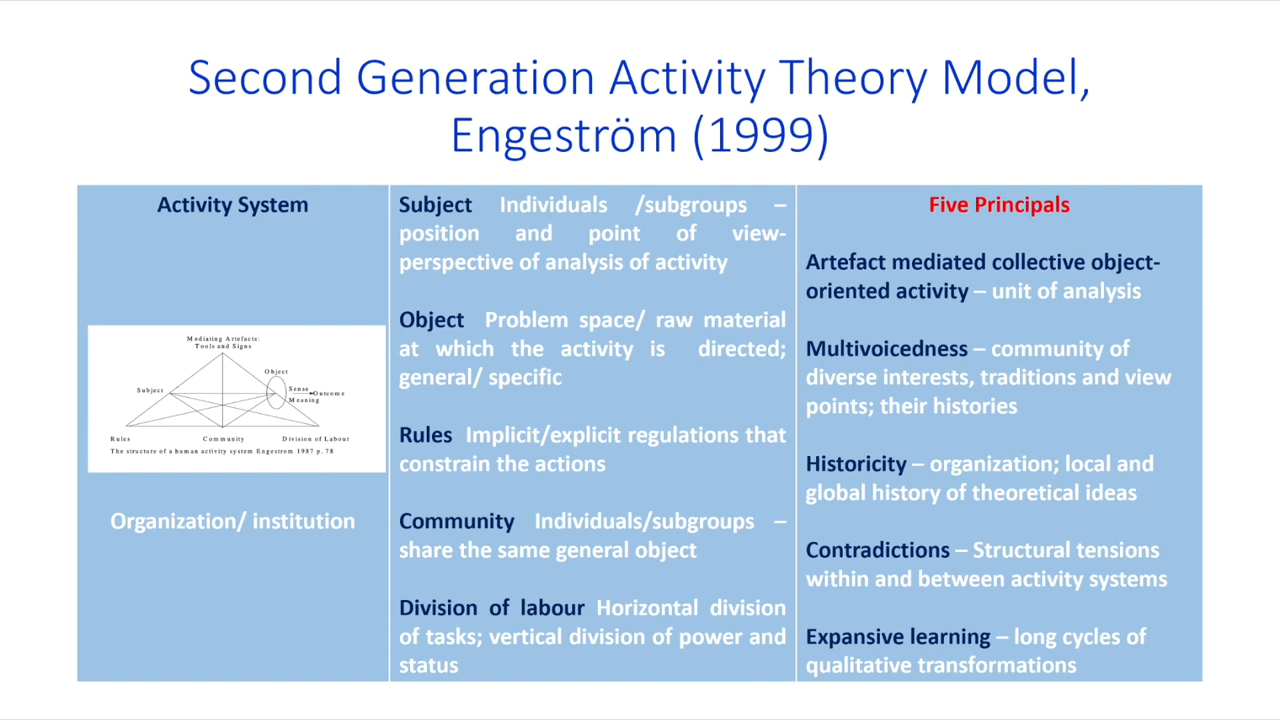 Second Generation Activity Theory Model,
Engeström (1999)
Activity System
Mediating Artefacts:
Tools and Signs
Object
Subject
Sense
Outcome
Meaning
Rules
Community
Division of Labour
The structure of a human activity system Engestrom 1987 p. 78
Organization/ institution
Subject Individuals /subgroups –
position and point of view-
perspective of analysis of activity
Object Problem space/ raw material
at which the activity is directed;
general/ specific
Rules Implicit/explicit regulations that
constrain the actions
Community Individuals/subgroups –
share the same general object
Division of labour Horizontal division
of tasks; vertical division of power and
status
Five Principals
Artefact mediated collective object-
oriented activity – unit of analysis
Multivoicedness – community of
diverse interests, traditions and view
points; their histories
Historicity – organization; local and
global history of theoretical ideas
Contradictions – Structural tensions
within and between activity systems
Expansive learning – long cycles of
qualitative transformations